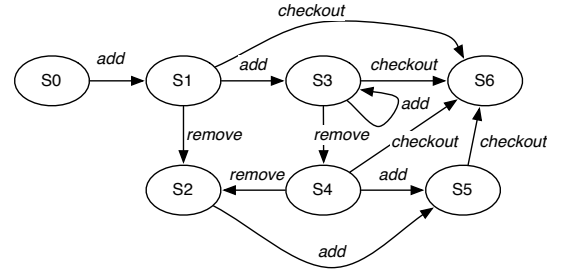 checkout
add
add
checkout
S0
S1
S3
S6
add
remove
remove
checkout
checkout
remove
add
S2
S4
S5
add